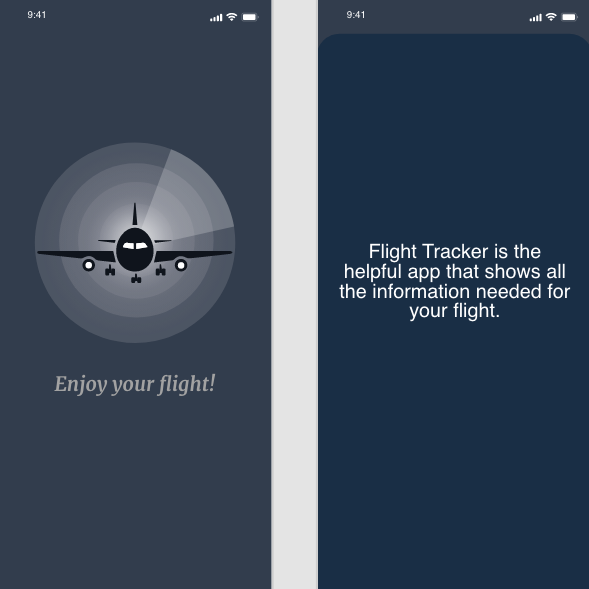 9:41
Enjoy your flight!
9:41
Flight Tracker is the
helpful app that shows all
the information needed for
your flight.